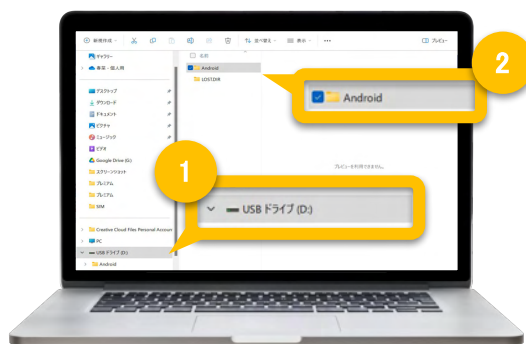 新規作成
並べ替え
表示
プレビュー
ギャラリー
専菜 - 個人用
デスクトップ
ダウンロード
ドキュメント
ピクチャ
ミュージック
ビデオ
Google Drive (G:)
スクリーンショット
プレミアム
プレミアム
SIM
Creative Cloud Files Personal Accoun
PC
USB ドライブ (D:)
Android
名前
Android
LOST.DIR
プレビューを利用できません。
2
Android
1
USB ドライブ (D:)